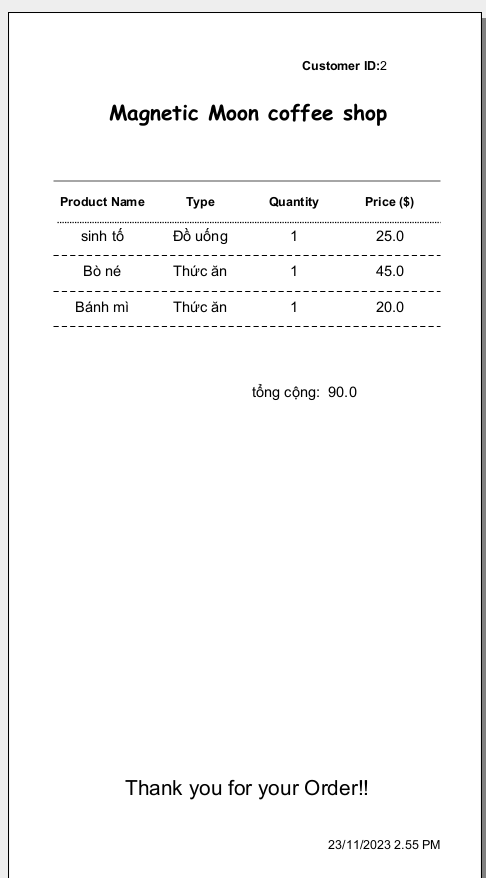 Customer ID:2
Magnetic Moon coffee shop
Product Name Type Quantity Price ($)
sinh tố Đồ uống 1 25.0
Bò né Thức ăn 1 45.0
Bánh mì Thức ăn 1 20.0
tổng cộng: 90.0
Thank you for your Order!!
23/11/2023 2.55 PM